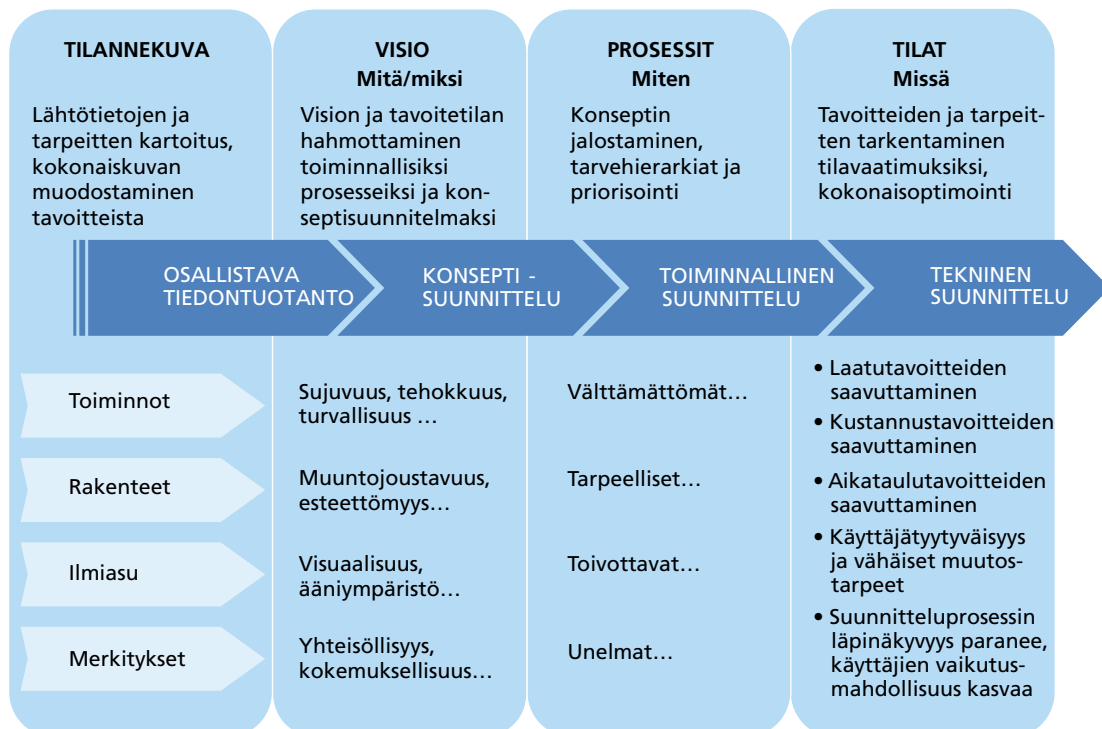 TILANNEKUVA
Lähtötietojen ja
tarpeitten kartoitus,
kokonaiskuvan
muodostaminen
tavoitteista
VISIO
Mitä/miksi
Vision ja tavoitetilan
hahmottaminen
toiminnallisiksi
prosesseiksi ja kon-
septisuunnitelmaksi
PROSESSIT
Miten
Konseptin
jalostaminen,
tarvehierarkiat ja
priorisointi
TILAT
Missä
Tavoitteiden ja tarpeit-
ten tarkentaminen
tilavaatimuksiksi,
kokonaisoptimointi
OSALLISTAVA
TIEDONTUOTANTO
KONSEPTI -
SUUNNITTELU
TOIMINNALLINEN
SUUNNITTELU
TEKNINEN
SUUNNITTELU
Toiminnot
Rakenteet
Ilmiasu
Merkitykset
Sujuvuus, tehokkuus,
turvallisuus …
Muuntojoustavuus,
esteettömyys…
Visuaalisuus,
ääniympäristö…
Yhteisöllisyys,
kokemuksellisuus…
Välttämättömät…
Tarpeelliset…
Toivottavat…
Unelmat…
• Laatutavoitteiden
saavuttaminen
• Kustannustavoitteiden
saavuttaminen
• Aikataulutavoitteiden
saavuttaminen
• Käyttäjätyytyväisyys
ja vähäiset muutos-
tarpeet
• Suunnitteluprosessin
läpinäkyvyys paranee,
käyttäjien vaikutus-
mahdollisuus kasvaa